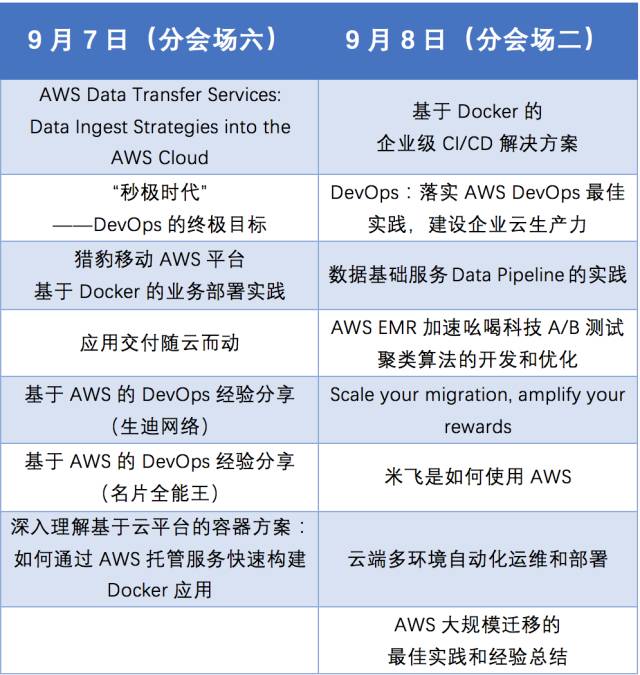 9 月 7 日（分会场六）
9 月 8 日（分会场二）
AWS Data Transfer Services:
Data Ingest Strategies into the
AWS Cloud
基于 Docker 的
企业级 CI/CD 解决方案
“秒极时代”
——DevOps 的终极目标
DevOps：落实 AWS DevOps 最佳
实践，建设企业云生产力
猎豹移动 AWS 平台
基于 Docker 的业务部署实践
数据基础服务 Data Pipeline 的实践
应用交付随云而动
AWS EMR 加速吆喝科技 A/B 测试
聚类算法的开发和优化
基于 AWS 的 DevOps 经验分享
（生迪网络）
Scale your migration, amplify your
rewards
基于 AWS 的 DevOps 经验分享
（名片全能王）
米飞是如何使用 AWS
深入理解基于云平台的容器方案：
如何通过 AWS 托管服务快速构建
Docker 应用
云端多环境自动化运维和部署
AWS 大规模迁移的
最佳实践和经验总结